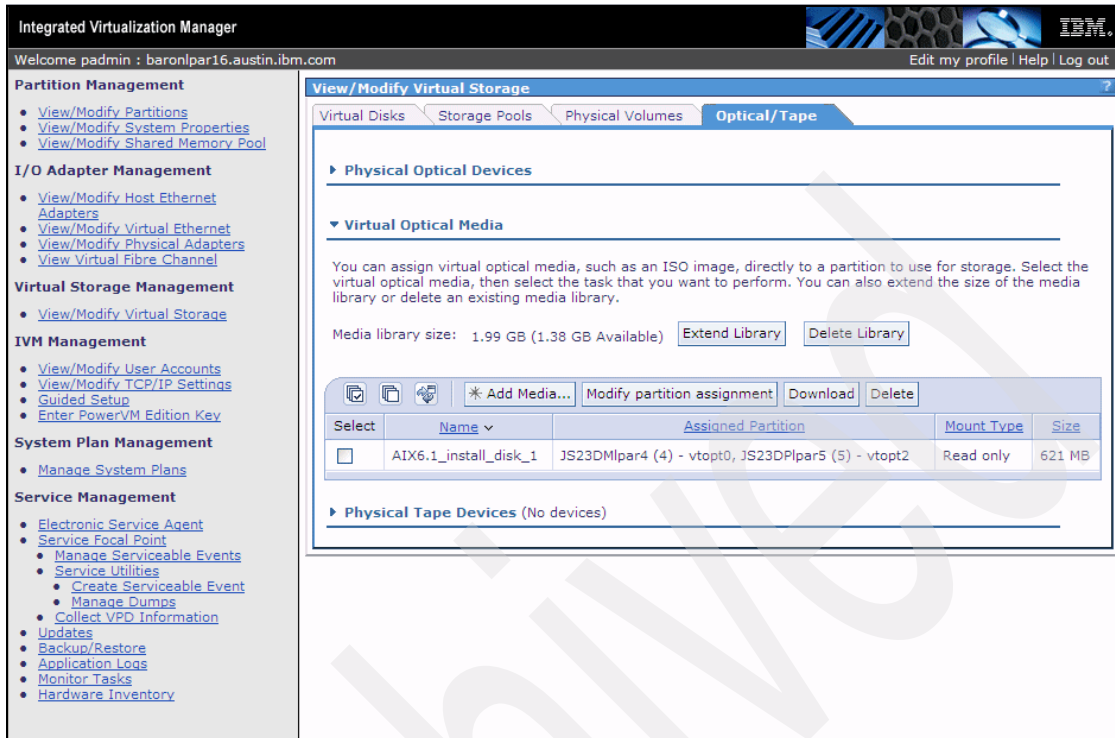 Integrated Virtualization Manager
IBM.
Welcome padmin : baronlpar16.austin.ibm.com
Edit my profile | Help | Log out
Partition Management
View/Modify Partitions
View/Modify System Properties
View/Modify Shared Memory Pool
I/O Adapter Management
View/Modify Host Ethernet
Adapters
View/Modify Virtual Ethernet
View/Modify Physical Adapters
View Virtual Fibre Channel
Virtual Storage Management
View/Modify Virtual Storage
IVM Management
View/Modify User Accounts
View/Modify TCP/IP Settings
Guided Setup
Enter PowerVM Edition Key
System Plan Management
Manage System Plans
Service Management
Electronic Service Agent
Service Focal Point
Manage Serviceable Events
Service Utilities
Create Serviceable Event
Manage Dumps
Collect VPD Information
Updates
Backup/Restore
Application Logs
Monitor Tasks
Hardware Inventory
View/Modify Virtual Storage
?
Virtual Disks Storage Pools Physical Volumes Optical/Tape
Physical Optical Devices
Virtual Optical Media
You can assign virtual optical media, such as an ISO image, directly to a partition to use for storage. Select the
virtual optical media, then select the task that you want to perform. You can also extend the size of the media
library or delete an existing media library.
Media library size: 1.99 GB (1.38 GB Available) Extend Library Delete Library
Add Media... Modify partition assignment Download Delete
Select Name Assigned Partition Mount Type Size
AIX6.1_install_disk_1 JS23DMlpar4 (4) - vtopt0, JS23DPlpar5 (5) - vtopt2 Read only 621 MB
Physical Tape Devices (No devices)
hived